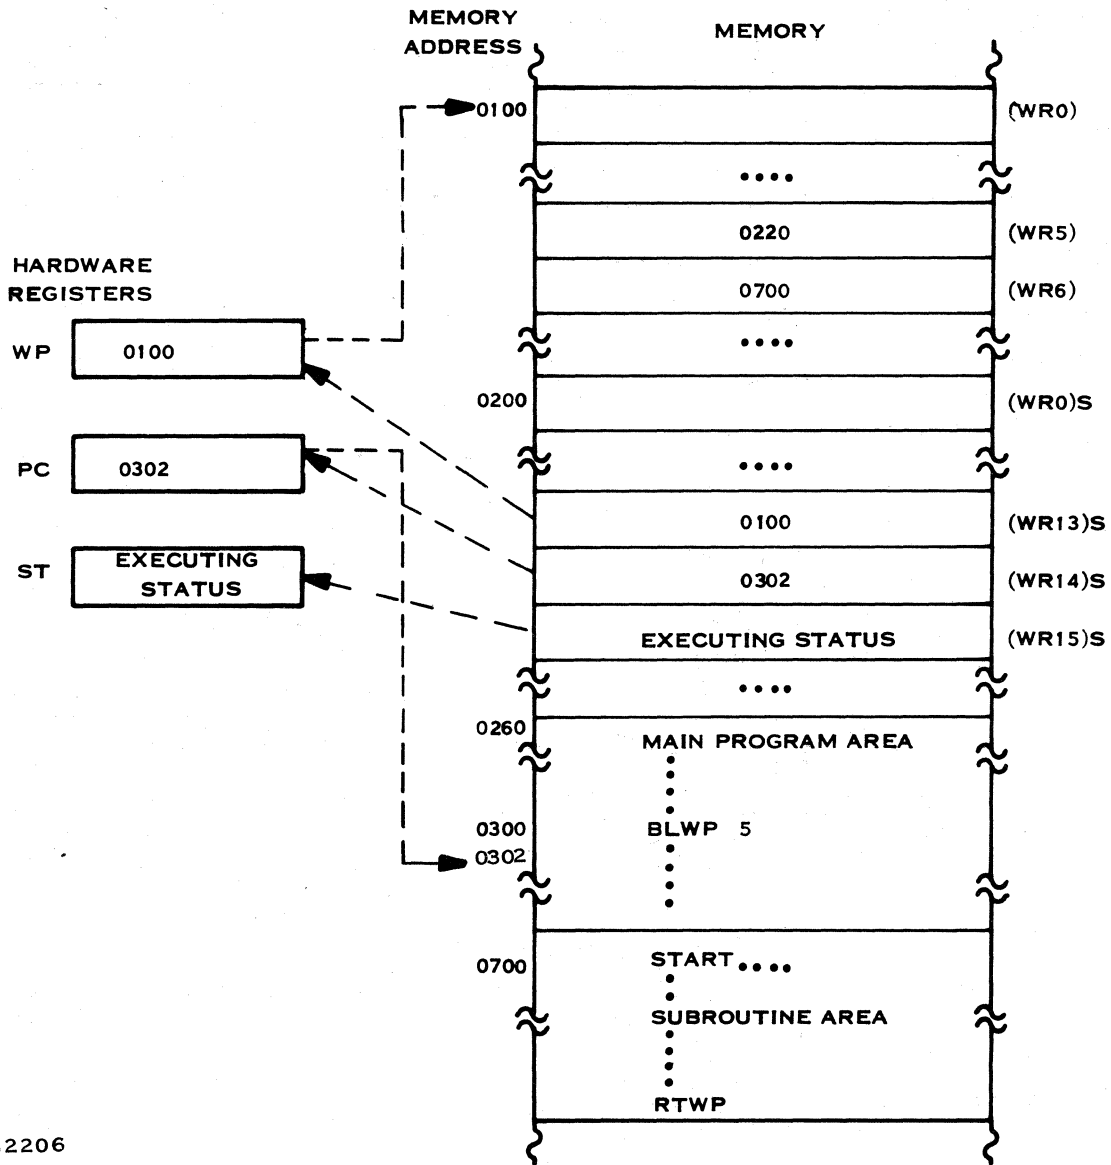 MEMORY
ADDRESS
MEMORY
0100
(WR0)
....
0220
(WR5)
HARDWARE
REGISTERS
0700
(WR6)
WP
0100
....
0200
(WR0)S
PC
0302
....
0100
(WR13)S
ST
EXECUTING
STATUS
0302
(WR14)S
EXECUTING STATUS
(WR15)S
....
0260
MAIN PROGRAM AREA
0300
BLWP 5
0302
0700
START....
SUBROUTINE AREA
RTWP
2206